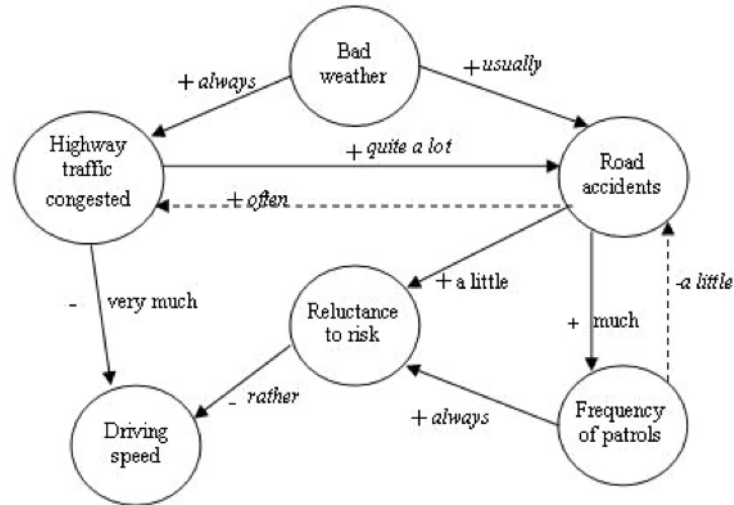 Bad
weather
+ always
+ usually
Highway
traffic
congested
+ quite a lot
Road
accidents
+ often
+ a little
- very much
Reluctance
to risk
-a little
+ much
- rather
+ always
Driving
speed
Frequency
of patrols